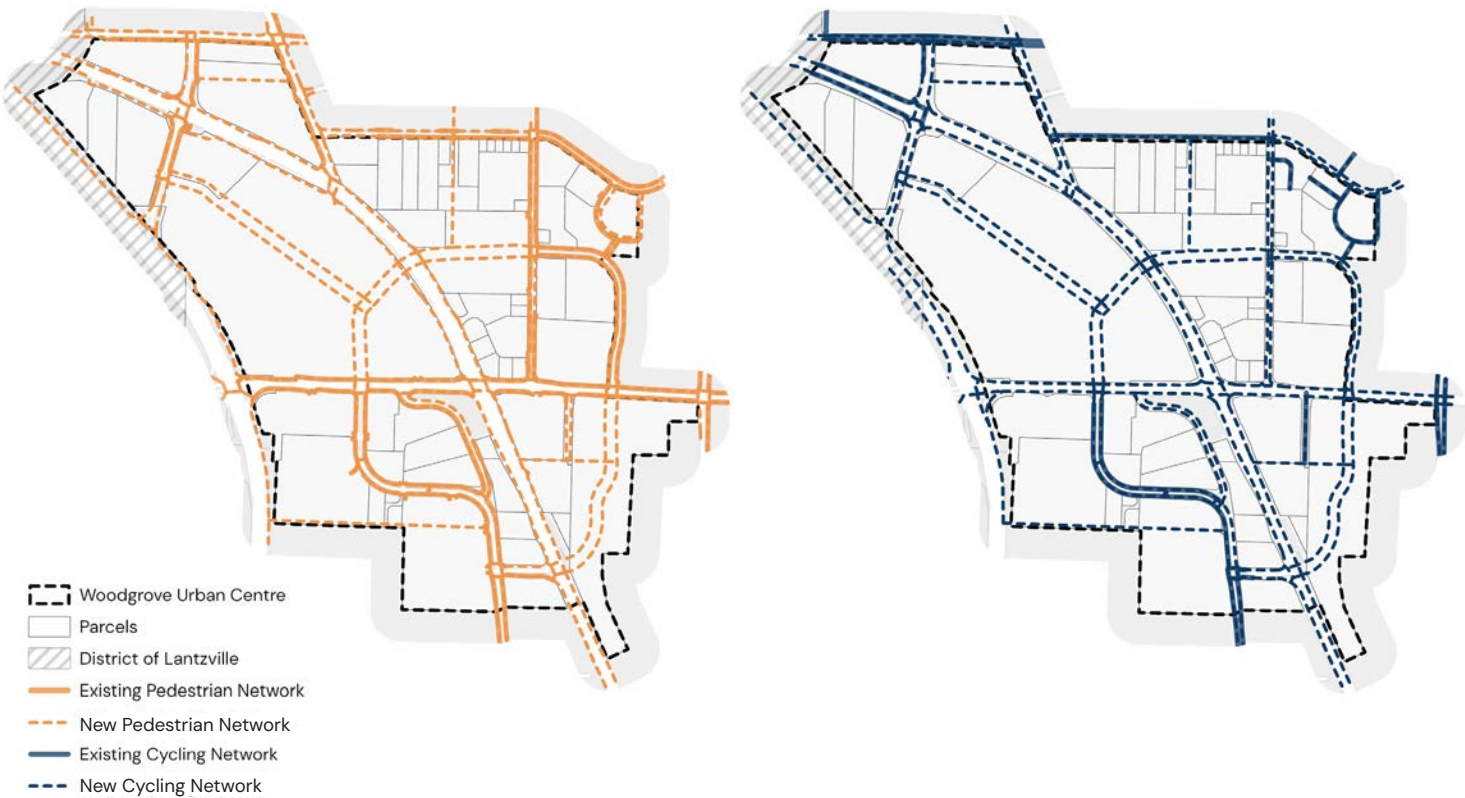 Woodgrove Urban Centre
Parcels
District of Lantzville
Existing Pedestrian Network
New Pedestrian Network
Existing Cycling Network
New Cycling Network